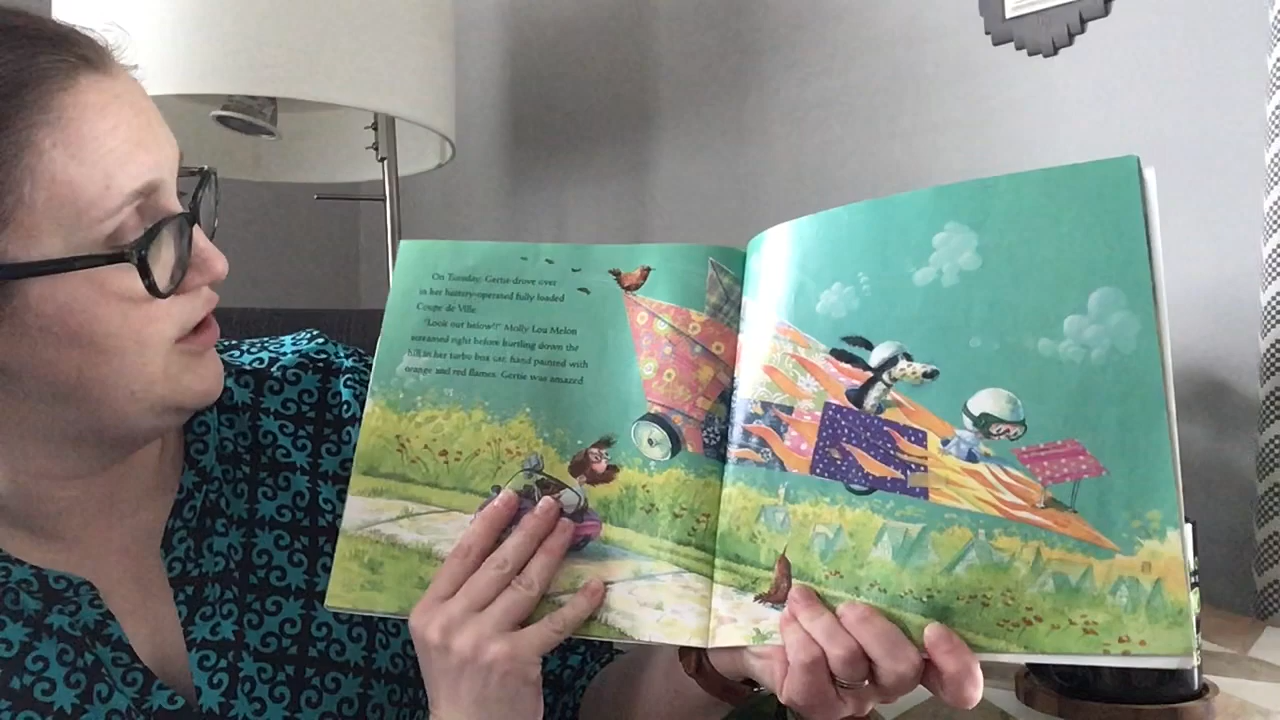 On Tuesday, Gertie drove over
in her battery-operated fully loaded
Coupe de Ville.
"Look out below!!" Molly Lou Melon
screamed right before hurtling down the
hill in her turbo box car, hand painted with
orange and red flames. Gertie was amazed.